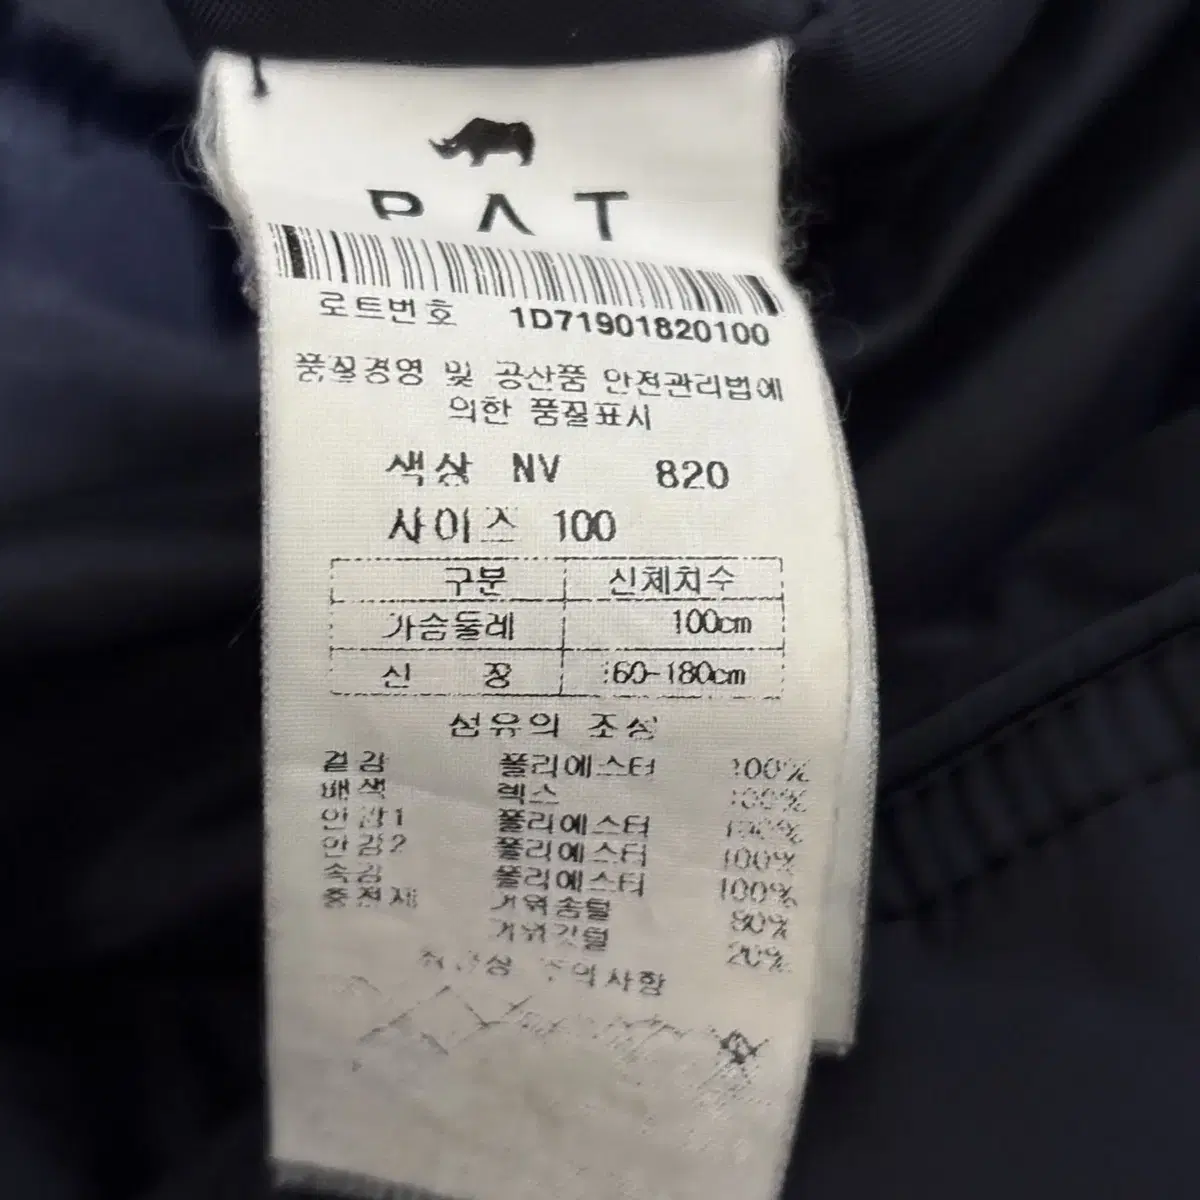 PAT
로트번호 1D71901820100
품질경영 및 공산품 안전관리법에
의한 품질표시
색상 NV 820
사이즈 100
구분 신체치수
가슴둘레 100cm
신 장 160-180cm
섬유의 조성
겉감 폴리에스터 100%
배색 렉스 100%
안감1 폴리에스터 100%
안감2 폴리에스터 100%
속감 폴리에스터 100%
충전재 거위솜털 80%
거위깃털 20%
취급상 주의사항